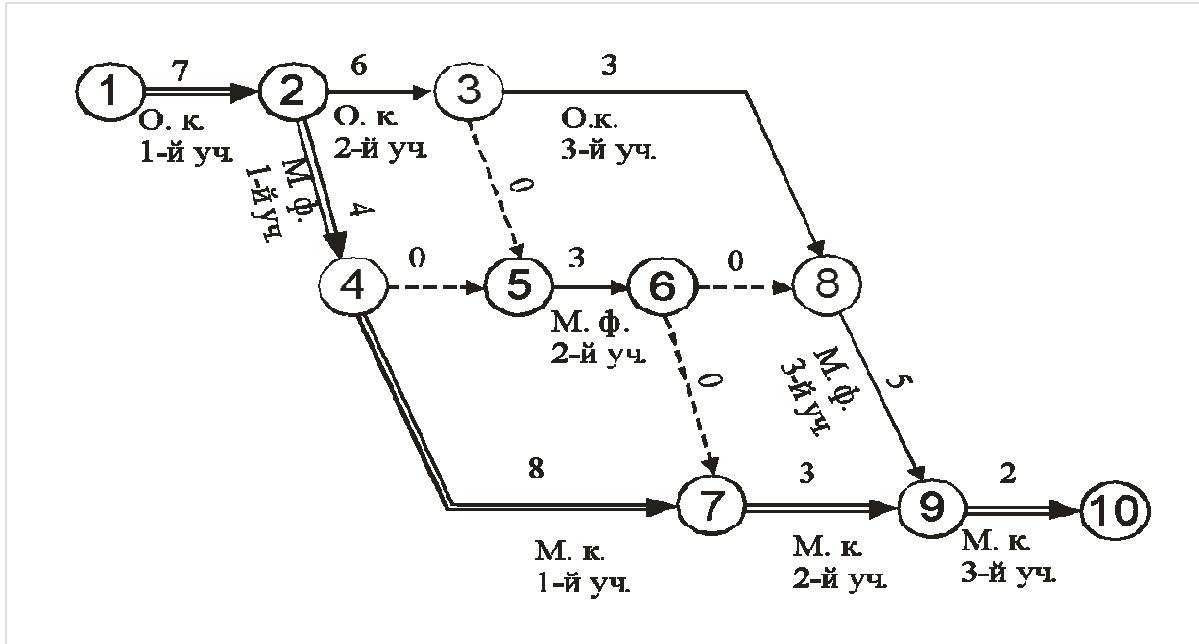 7
6
3
1
2
3
О. к.
1-й уч.
О. к.
2-й уч.
О.к.
3-й уч.
М. ф.
1-й уч.
4
0
0
3
0
4
5
6
8
М. ф.
2-й уч.
0
М. ф.
3-й уч.
5
8
3
2
7
9
10
М. к.
1-й уч.
М. к.
2-й уч.
М. к.
3-й уч.